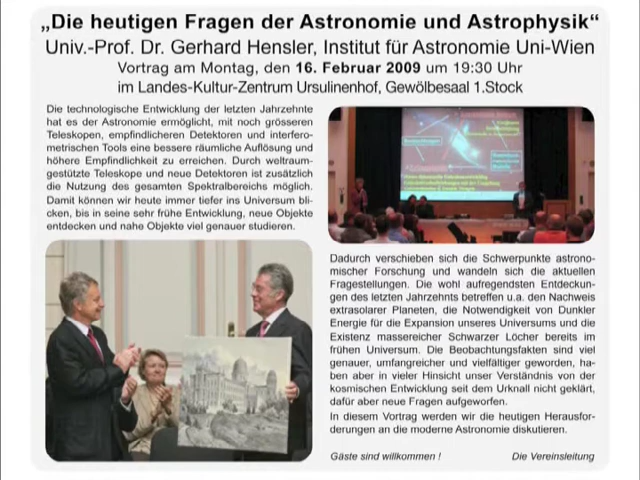 „Die heutigen Fragen der Astronomie und Astrophysik“
Univ.-Prof. Dr. Gerhard Hensler, Institut für Astronomie Uni-Wien
Vortrag am Montag, den 16. Februar 2009 um 19:30 Uhr
im Landes-Kultur-Zentrum Ursulinenhof, Gewölbesaal 1.Stock
Die technologische Entwicklung der letzten Jahrzehnte
hat es der Astronomie ermöglicht, mit noch grösseren
Teleskopen, empfindlicheren Detektoren und interfero-
metrischen Tools eine bessere räumliche Auflösung und
höhere Empfindlichkeit zu erreichen. Durch weltraum-
gestützte Teleskope und neue Detektoren ist zusätzlich
die Nutzung des gesamten Spektralbereichs möglich.
Damit können wir heute immer tiefer ins Universum bli-
cken, bis in seine sehr frühe Entwicklung, neue Objekte
entdecken und nahe Objekte viel genauer studieren.
Dadurch verschieben sich die Schwerpunkte astrono-
mischer Forschung und wandeln sich die aktuellen
Fragestellungen. Die wohl aufregendsten Entdeckun-
gen des letzten Jahrzehnts betreffen u.a. den Nachweis
extrasolarer Planeten, die Notwendigkeit von Dunkler
Energie für die Expansion unseres Universums und die
Existenz massereicher Schwarzer Löcher bereits im
frühen Universum. Die Beobachtungsfakten sind viel
genauer, umfangreicher und vielfältiger geworden, ha-
ben aber in vieler Hinsicht unser Verständnis von der
kosmischen Entwicklung seit dem Urknall nicht geklärt,
dafür aber neue Fragen aufgeworfen.
In diesem Vortrag werden wir die heutigen Herausfor-
derungen an die moderne Astronomie diskutieren.
Gäste sind willkommen ! Die Vereinsleitung